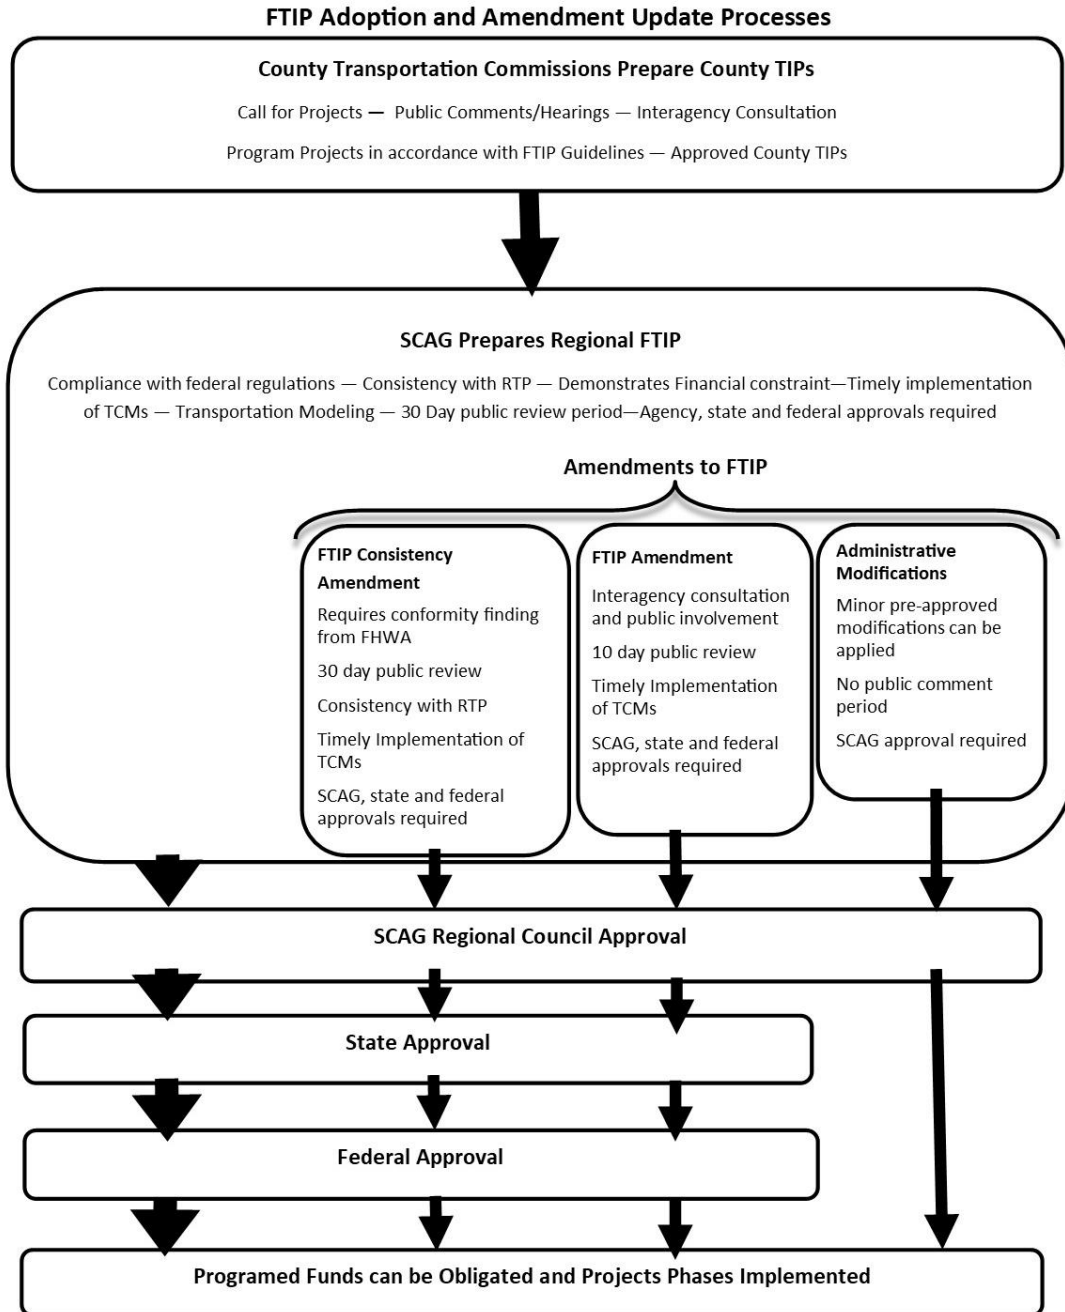 FTIP Adoption and Amendment Update Processes
County Transportation Commissions Prepare County TIPs
Call for Projects — Public Comments/Hearings — Interagency Consultation
Program Projects in accordance with FTIP Guidelines — Approved County TIPs
SCAG Prepares Regional FTIP
Compliance with federal regulations — Consistency with RTP — Demonstrates Financial constraint—Timely implementation
of TCMs — Transportation Modeling — 30 Day public review period—Agency, state and federal approvals required
Amendments to FTIP
FTIP Consistency
Amendment
Requires conformity finding
from FHWA
30 day public review
Consistency with RTP
Timely Implementation of
TCMs
SCAG, state and federal
approvals required
FTIP Amendment
Interagency consultation
and public involvement
10 day public review
Timely Implementation
of TCMs
SCAG, state and federal
approvals required
Administrative
Modifications
Minor pre-approved
modifications can be
applied
No public comment
period
SCAG approval required
SCAG Regional Council Approval
State Approval
Federal Approval
Programed Funds can be Obligated and Projects Phases Implemented